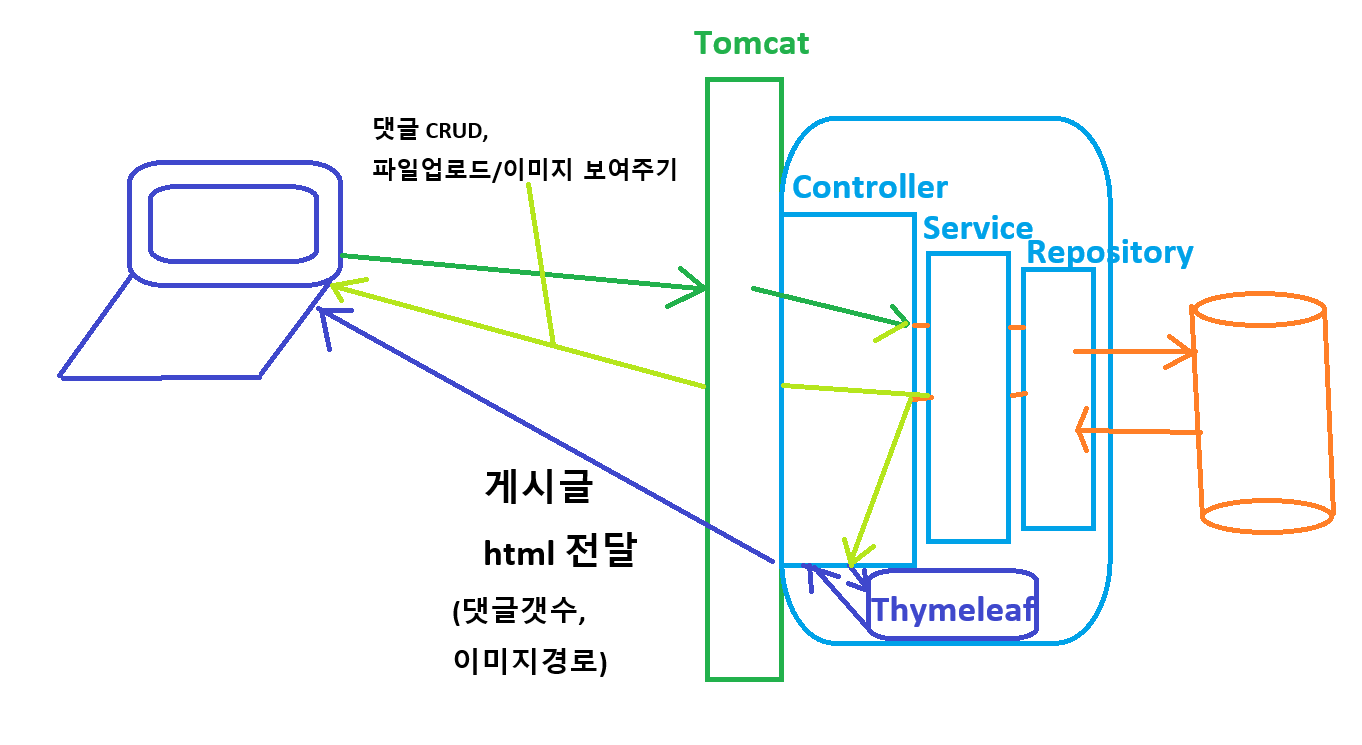 Tomcat
댓글 CRUD,
파일업로드/이미지 보여주기
Controller
Service
Repository
게시글
html 전달
(댓글갯수,
이미지경로)
Thymeleaf